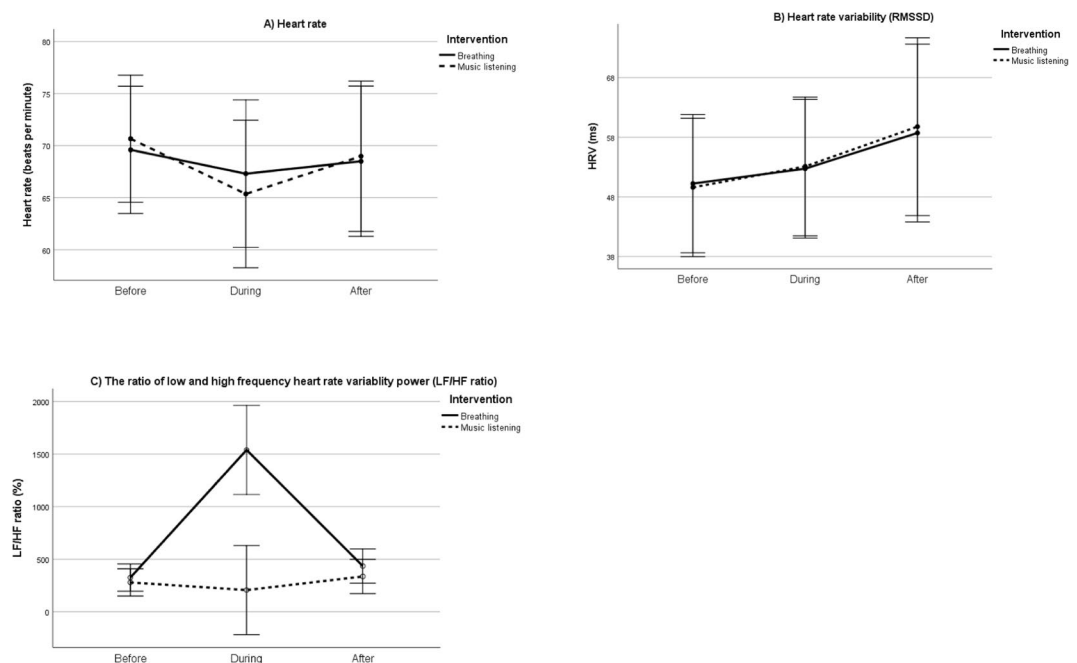 A) Heart rate
Heart rate (beats per minute)
80
75
70
65
60
Before
During
After
Intervention
Breathing
Music listening
B) Heart rate variability (RMSSD)
HRV (ms)
68
58
48
38
Before
During
After
Intervention
Breathing
Music listening
C) The ratio of low and high frequency heart rate variablity power (LF/HF ratio)
LF/HF ratio (%)
2000
1500
1000
500
0
Before
During
After
Intervention
Breathing
Music listening